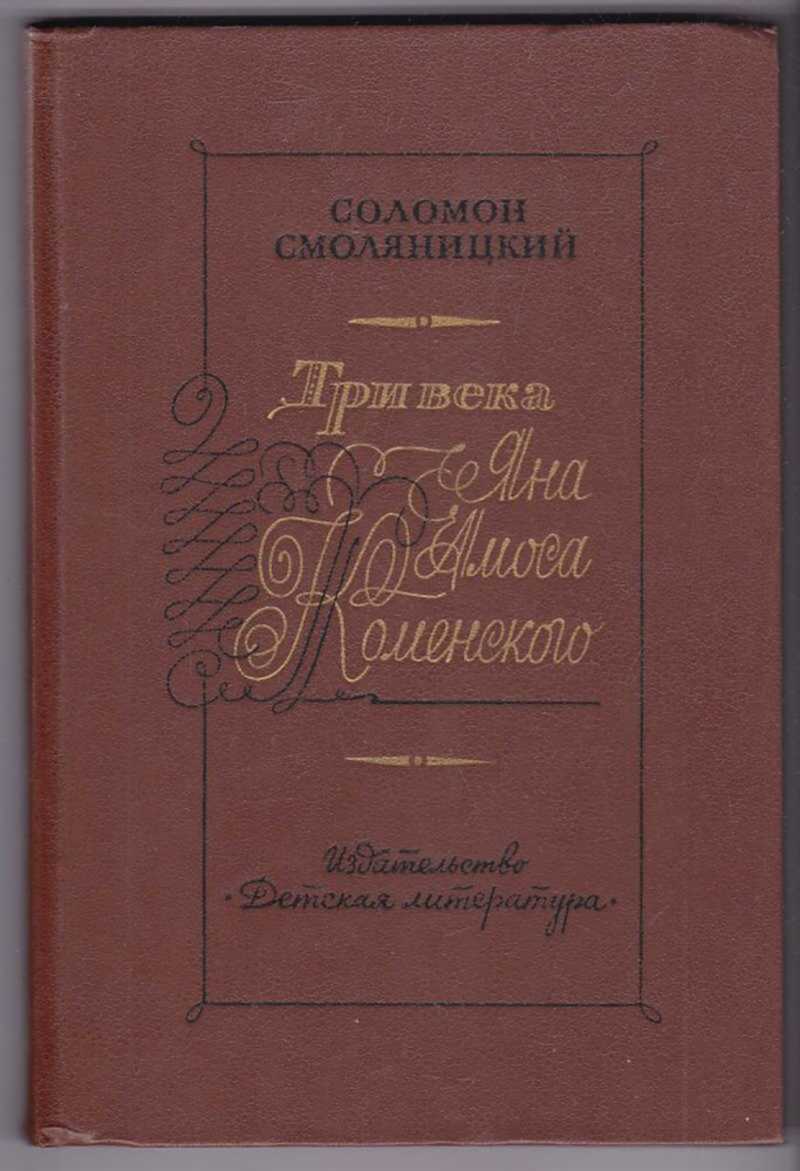 СОЛОМОН
СМОЛЯНИЦКИЙ
Три века
Яна
Амоса
Коменского
Издательство
·Детская литература·